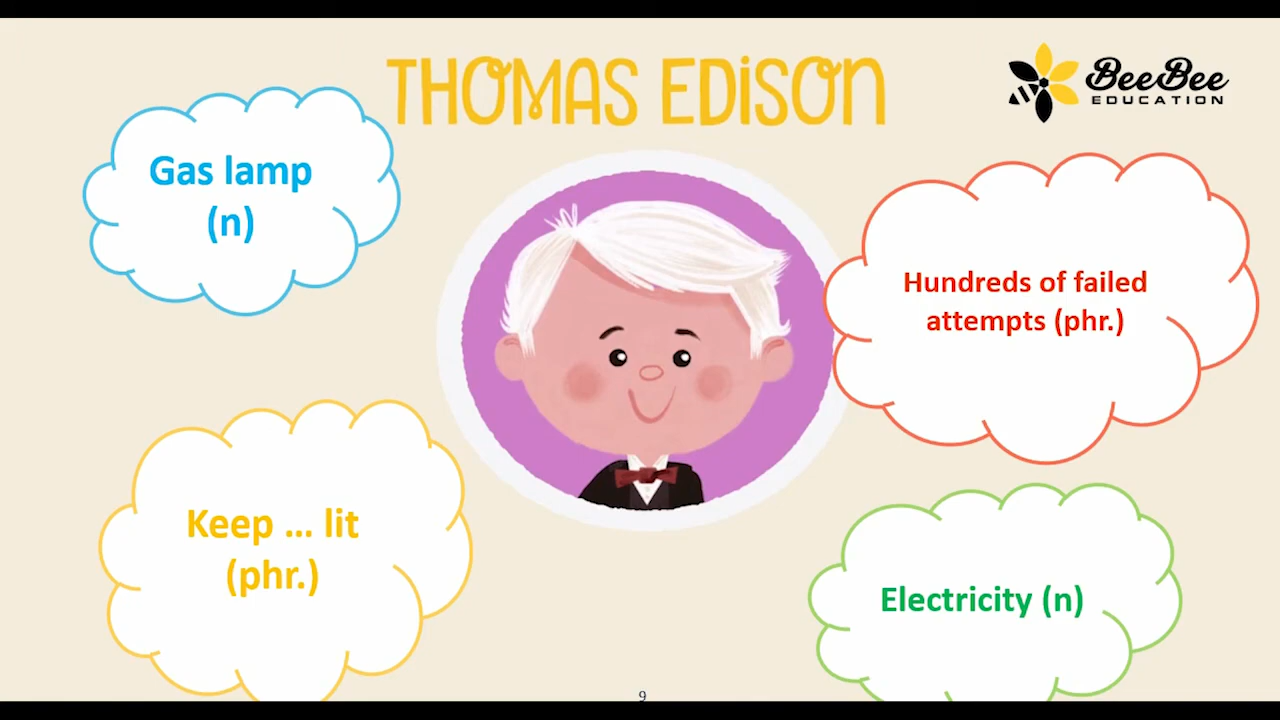 THOMAS EDISON
BeeBee
EDUCATION
Gas lamp
(n)
Hundreds of failed
attempts (phr.)
Keep ... lit
(phr.)
Electricity (n)
9